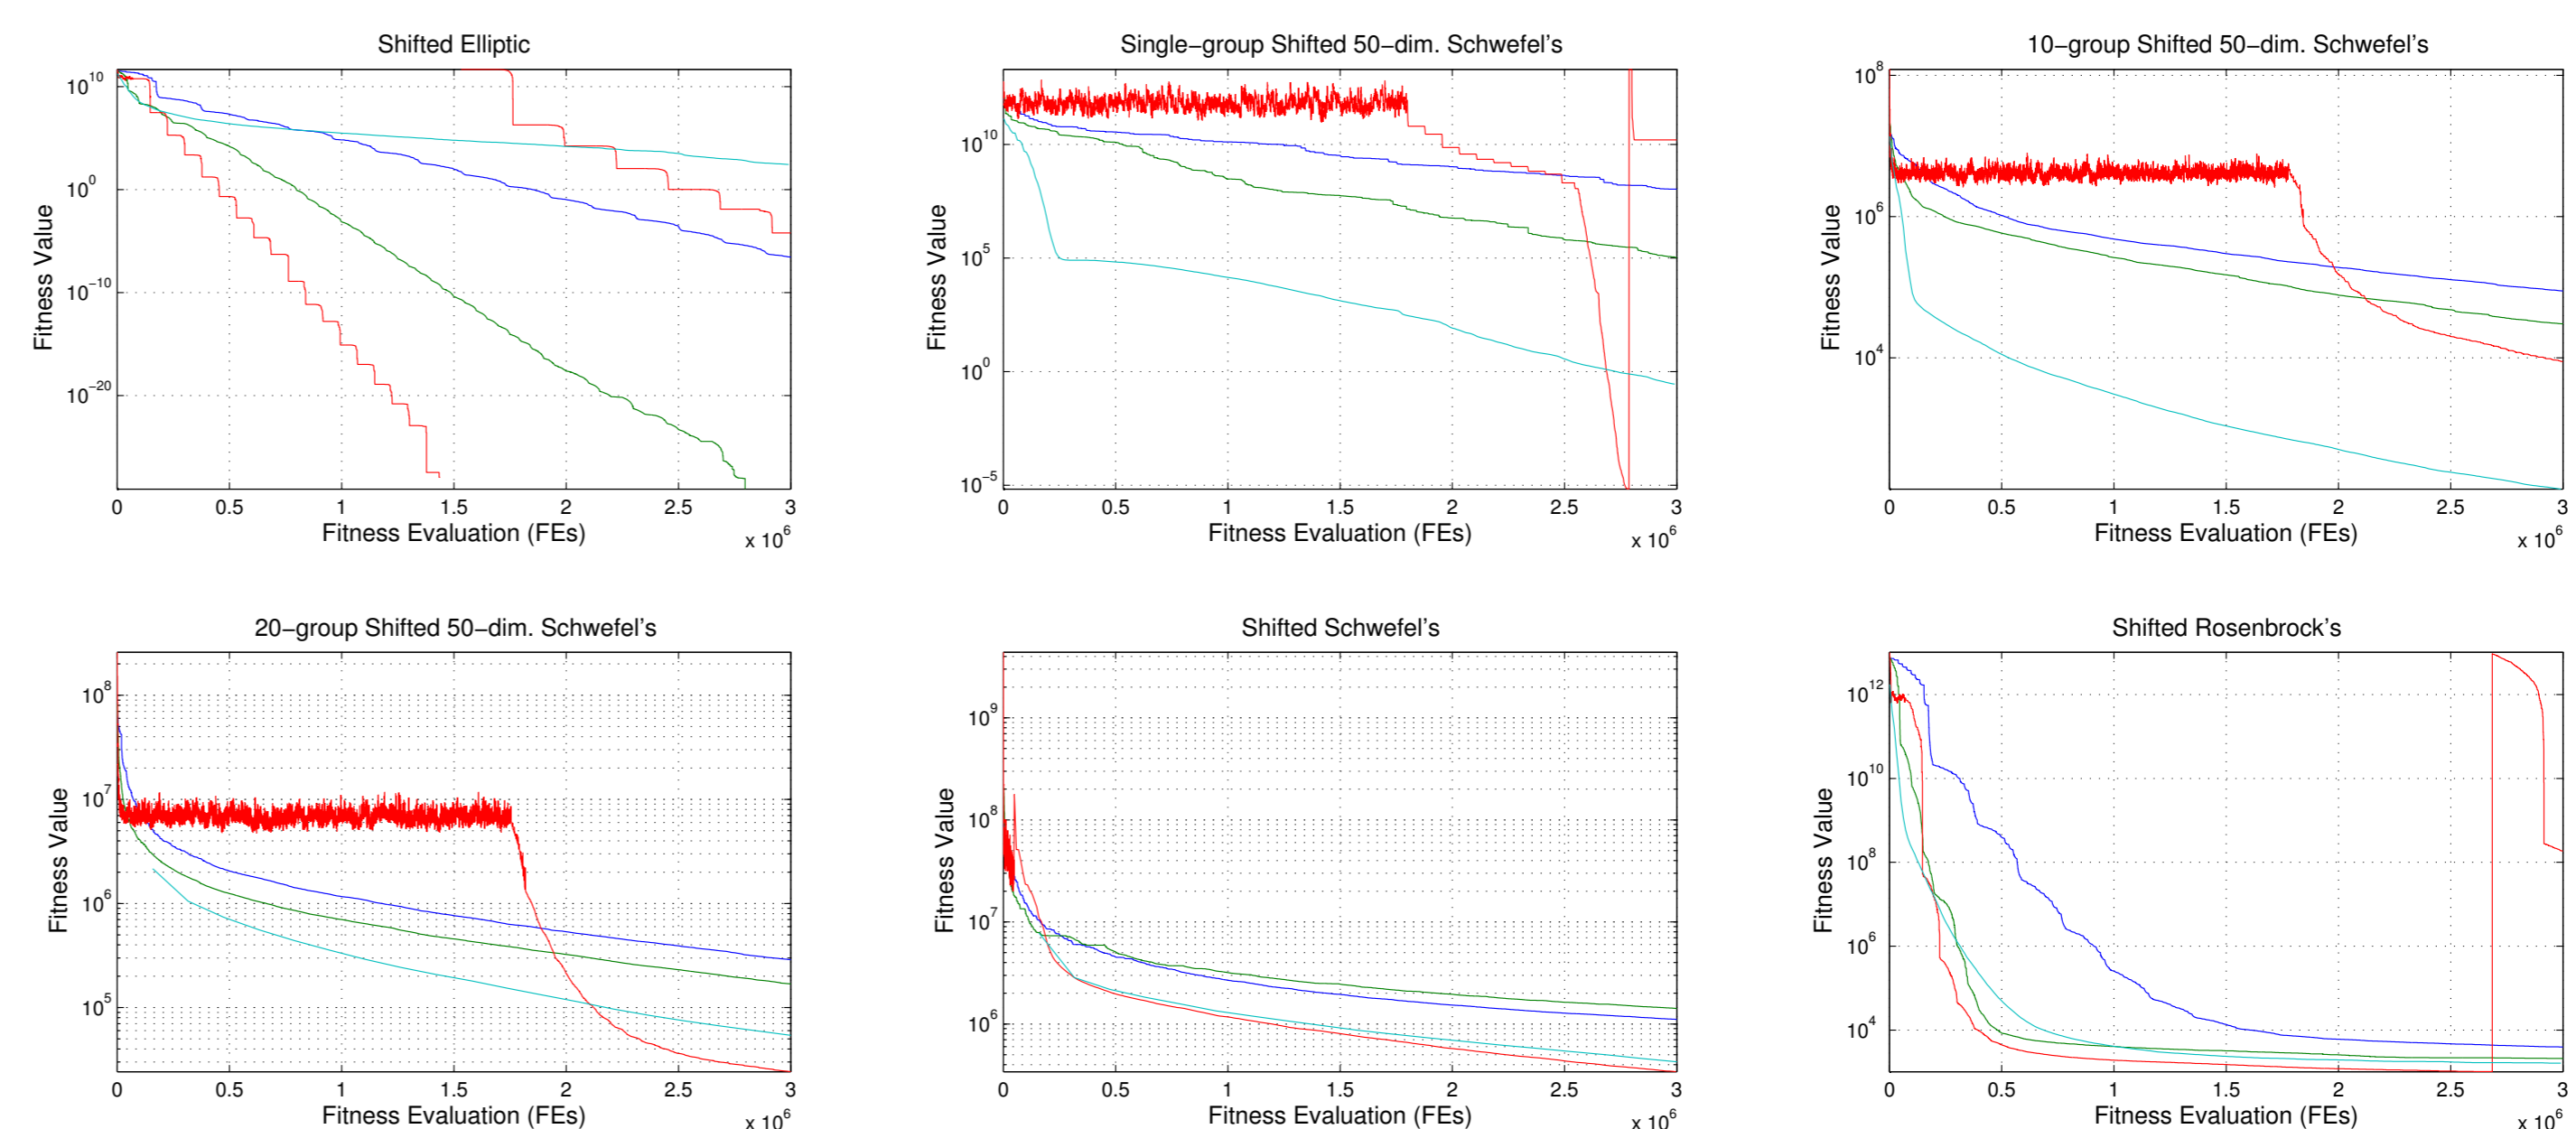 Shifted Elliptic
Fitness Value
10^10
10^0
10^−10
10^−20
0 0.5 1 1.5 2 2.5 3
Fitness Evaluation (FEs)
x 10^6
Single−group Shifted 50−dim. Schwefel's
Fitness Value
10^10
10^5
10^0
10^−5
0 0.5 1 1.5 2 2.5 3
Fitness Evaluation (FEs)
x 10^6
10−group Shifted 50−dim. Schwefel's
Fitness Value
10^8
10^6
10^4
0 0.5 1 1.5 2 2.5 3
Fitness Evaluation (FEs)
x 10^6
20−group Shifted 50−dim. Schwefel's
Fitness Value
10^8
10^7
10^6
10^5
0 0.5 1 1.5 2 2.5 3
Fitness Evaluation (FEs)
x 10^6
Shifted Schwefel's
Fitness Value
10^9
10^8
10^7
10^6
0 0.5 1 1.5 2 2.5 3
Fitness Evaluation (FEs)
x 10^6
Shifted Rosenbrock's
Fitness Value
10^12
10^10
10^8
10^6
10^4
0 0.5 1 1.5 2 2.5 3
Fitness Evaluation (FEs)
x 10^6